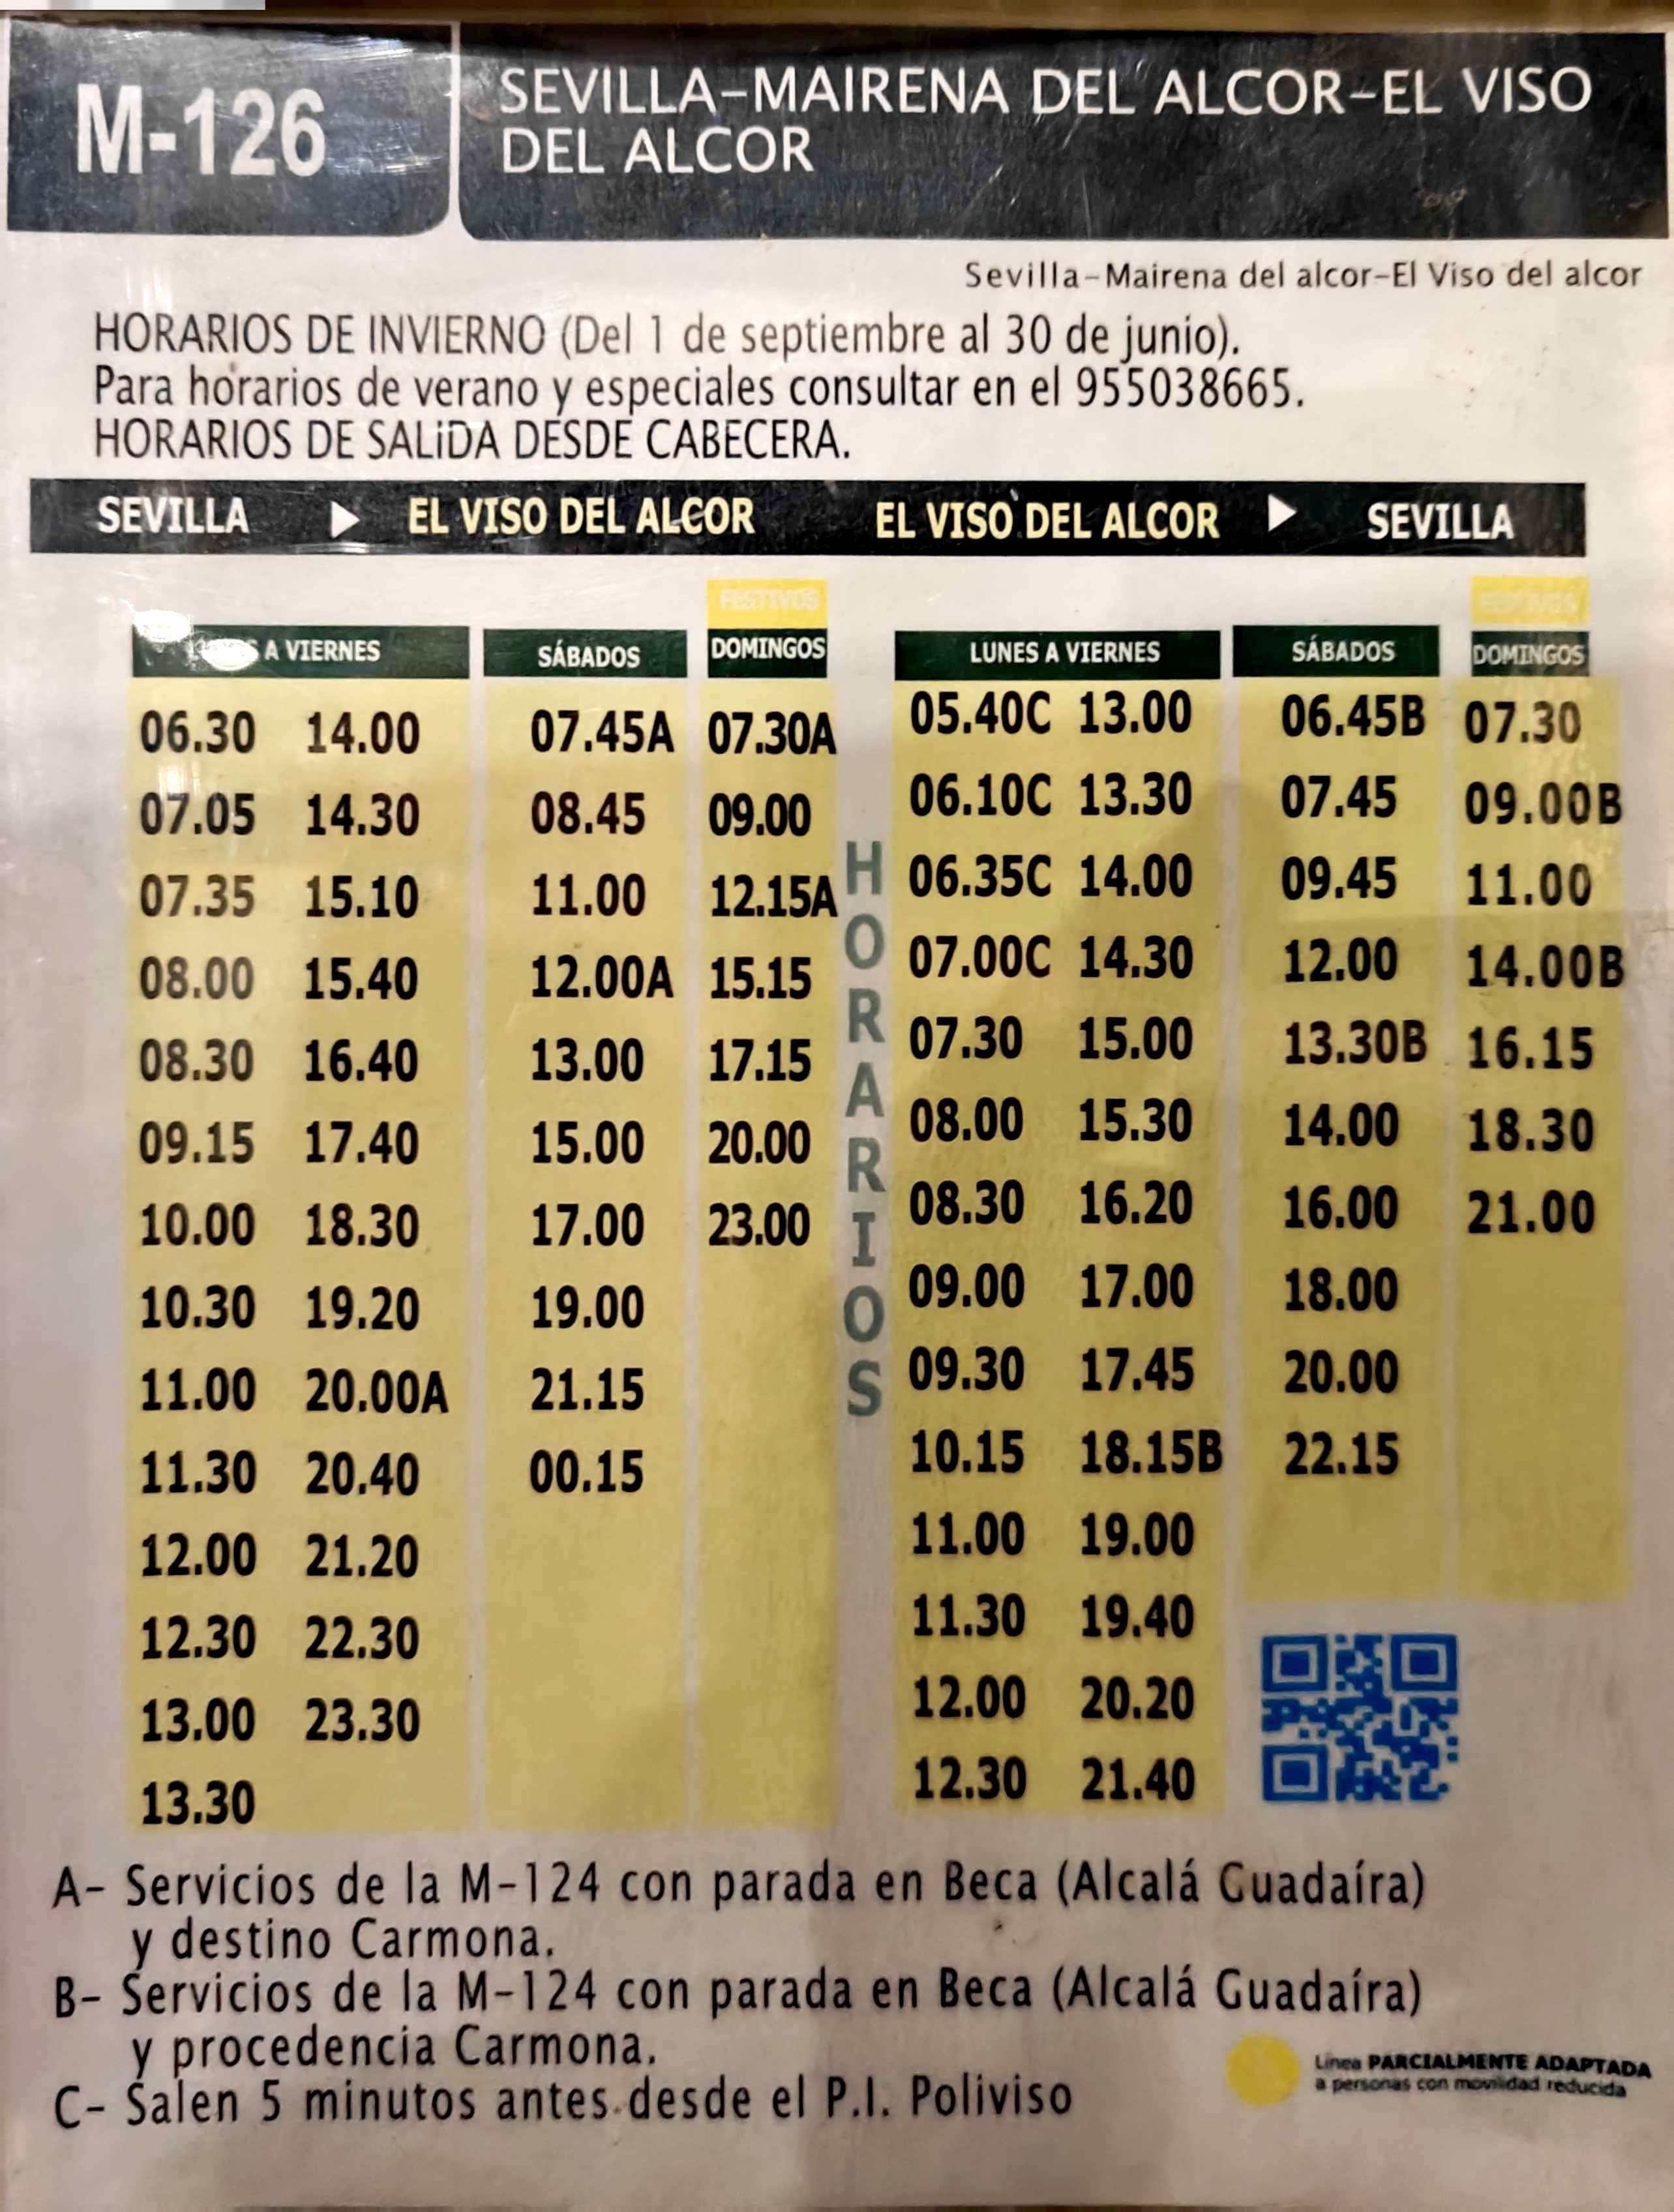 M-126
SEVILLA-MAIRENA DEL ALCOR-EL VISO
DEL ALCOR
Sevilla-Mairena del alcor-El Viso del alcor
HORARIOS DE INVIERNO (Del 1 de septiembre al 30 de junio).
Para horarios de verano y especiales consultar en el 955038665.
HORARIOS DE SALiDA DESDE CABECERA.
SEVILLA EL VISO DEL ALCOR EL VISO DEL ALCOR SEVILLA
FESTIVOS
A VIERNES SÁBADOS DOMINGOS LUNES A VIERNES SÁBADOS DOMINGOS
06.30 14.00 07.45A 07.30A 05.40C 13.00 06.45B 07.30
07.05 14.30 08.45 09.00 06.10C 13.30 07.45 09.00B
07.35 15.10 11.00 12.15A 06.35C 14.00 09.45 11.00
08.00 15.40 12.00A 15.15 07.00C 14.30 12.00 14.00B
08.30 16.40 13.00 17.15 07.30 15.00 13.30B 16.15
09.15 17.40 15.00 20.00 08.00 15.30 14.00 18.30
10.00 18.30 17.00 23.00 08.30 16.20 16.00 21.00
10.30 19.20 19.00 09.00 17.00 18.00
11.00 20.00A 21.15 09.30 17.45 20.00
11.30 20.40 00.15 10.15 18.15B 22.15
12.00 21.20 11.00 19.00
12.30 22.30 11.30 19.40
13.00 23.30 12.00 20.20
13.30 12.30 21.40
HORARIOS
A- Servicios de la M-124 con parada en Beca (Alcalá Guadaíra)
y destino Carmona.
B- Servicios de la M-124 con parada en Beca (Alcalá Guadaíra)
y procedencia Carmona.
C- Salen 5 minutos antes desde el P.I. Poliviso
Línea PARCIALMENTE ADAPTADA
a personas con movilidad reducida